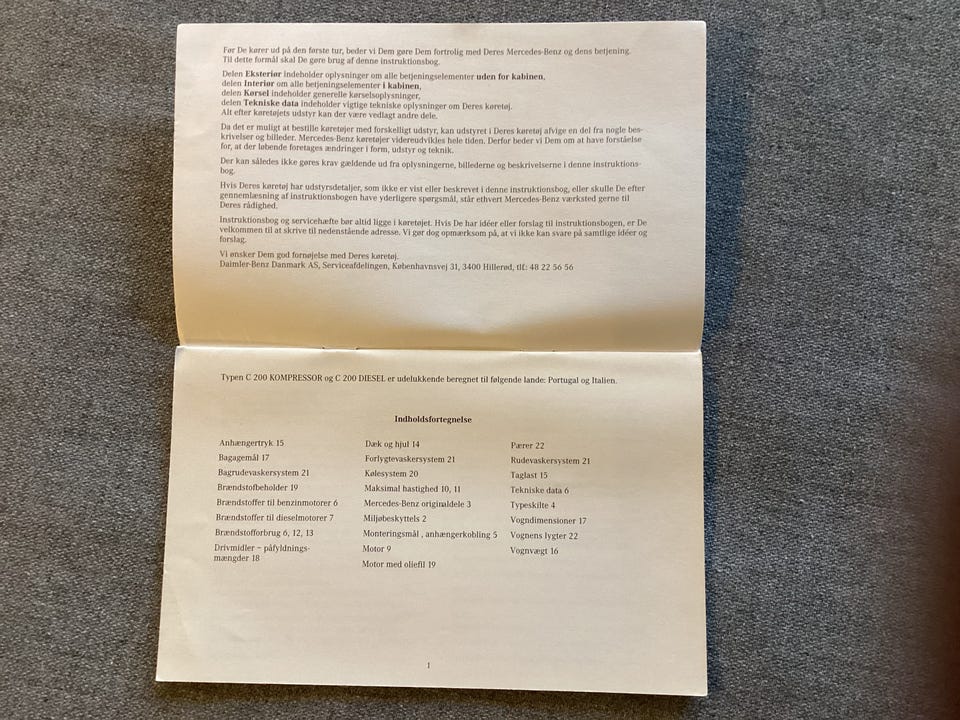 Før De kører ud på den første tur, beder vi Dem gøre Dem fortrolig med Deres Mercedes-Benz og dens betjening.
Til dette formål skal De gøre brug af denne instruktionsbog.
Delen Eksteriør indeholder oplysninger om alle betjeningselementer uden for kabinen,
delen Interiør om alle betjeningselementer i kabinen,
delen Kørsel indeholder generelle kørselsoplysninger,
delen Tekniske data indeholder vigtige tekniske oplysninger om Deres køretøj.
Alt efter køretøjets udstyr kan der være vedlagt andre dele.
Da det er muligt at bestille køretøjer med forskelligt udstyr, kan udstyret i Deres køretøj afvige en del fra nogle bes-
krivelser og billeder. Mercedes-Benz køretøjer videreudvikles hele tiden. Derfor beder vi Dem om at have forståelse
for, at der løbende foretages ændringer i form, udstyr og teknik.
Der kan således ikke gøres krav gældende ud fra oplysningerne, billederne og beskrivelserne i denne instruktions-
bog.
Hvis Deres køretøj har udstyrsdetaljer, som ikke er vist eller beskrevet i denne instruktionsbog, eller skulle De efter
gennemlæsning af instruktionsbogen have yderligere spørgsmål, står ethvert Mercedes-Benz værksted gerne til
Deres rådighed.
Instruktionsbog og servicehæfte bør altid ligge i køretøjet. Hvis De har idéer eller forslag til instruktionsbogen, er De
velkommen til at skrive til nedenstående adresse. Vi gør dog opmærksom på, at vi ikke kan svare på samtlige idéer og
forslag.
Vi ønsker Dem god fornøjelse med Deres køretøj.
Daimler-Benz Danmark AS, Serviceafdelingen, Københavnsvej 31, 3400 Hillerød, tlf.: 48 22 56 56
Typen C 200 KOMPRESSOR og C 200 DIESEL er udelukkende beregnet til følgende lande: Portugal og Italien.
Indholdsfortegnelse
Anhængertryk 15
Bagagemål 17
Bagrudevaskersystem 21
Brændstofbeholder 19
Brændstoffer til benzinmotorer 6
Brændstoffer til dieselmotorer 7
Brændstofforbrug 6, 12, 13
Drivmidler – påfyldnings-
mængder 18
Dæk og hjul 14
Forlygtevaskersystem 21
Kølesystem 20
Maksimal hastighed 10, 11
Mercedes-Benz originaldele 3
Miljøbeskyttels 2
Monteringsmål , anhængerkobling 5
Motor 9
Motor med oliefil 19
Pærer 22
Rudevaskersystem 21
Taglast 15
Tekniske data 6
Typeskilte 4
Vogndimensioner 17
Vognens lygter 22
Vognvægt 16
1